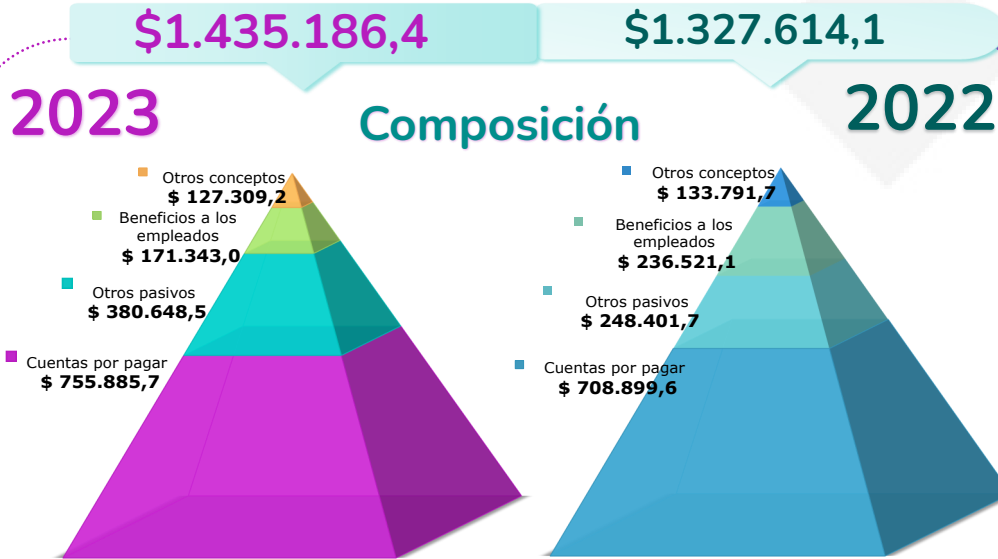 $1.435.186,4
$1.327.614,1
2023
Composición
2022
Otros conceptos
$ 127.309,2
Beneficios a los
empleados
$ 171.343,0
Otros pasivos
$ 380.648,5
Cuentas por pagar
$ 755.885,7
Otros conceptos
$ 133.791,7
Beneficios a los
empleados
$ 236.521,1
Otros pasivos
$ 248.401,7
Cuentas por pagar
$ 708.899,6